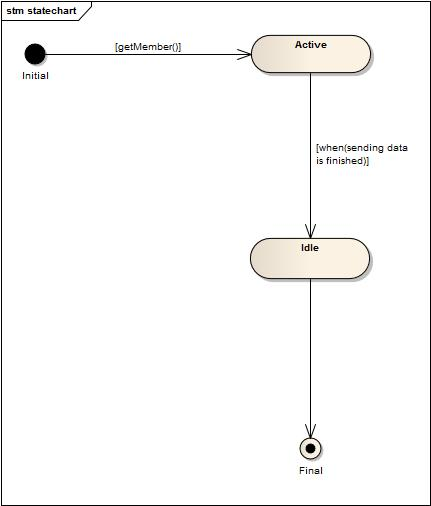 stm statechart
[getMember()]
Active
Initial
[when(sending data
is finished)]
Idle
Final